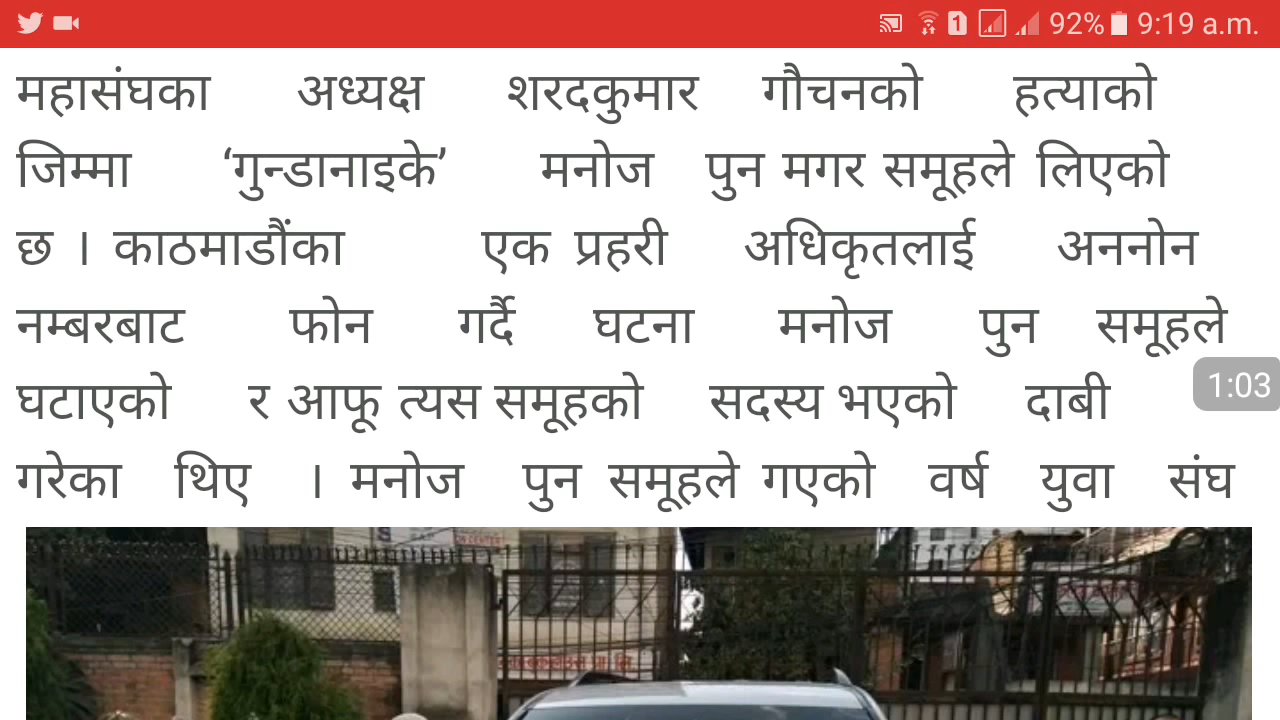 92% 9:19 a.m.
महासंघका अध्यक्ष शरदकुमार गौचनको हत्याको
जिम्मा ‘गुन्डानाइके’ मनोज पुन मगर समूहले लिएको
छ । काठमाडौंका एक प्रहरी अधिकृतलाई अननोन
नम्बरबाट फोन गर्दै घटना मनोज पुन समूहले
घटाएको र आफू त्यस समूहको सदस्य भएको दाबी
1:03
गरेका थिए । मनोज पुन समूहले गएको वर्ष युवा संघ